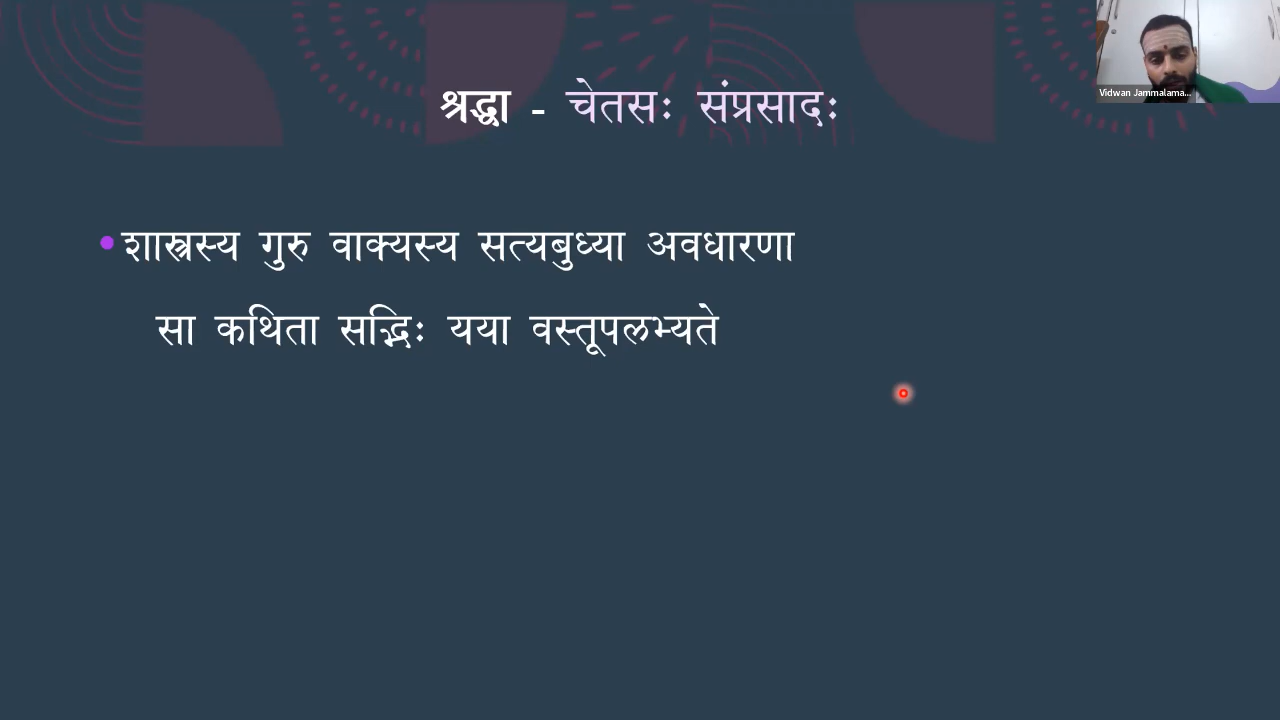 Vidwan Jammalama...
श्रद्धा - चेतसः संप्रसादः
शास्त्रस्य गुरु वाक्यस्य सत्यबुध्या अवधारणा
सा कथिता सद्भिः यया वस्तूपलभ्यते